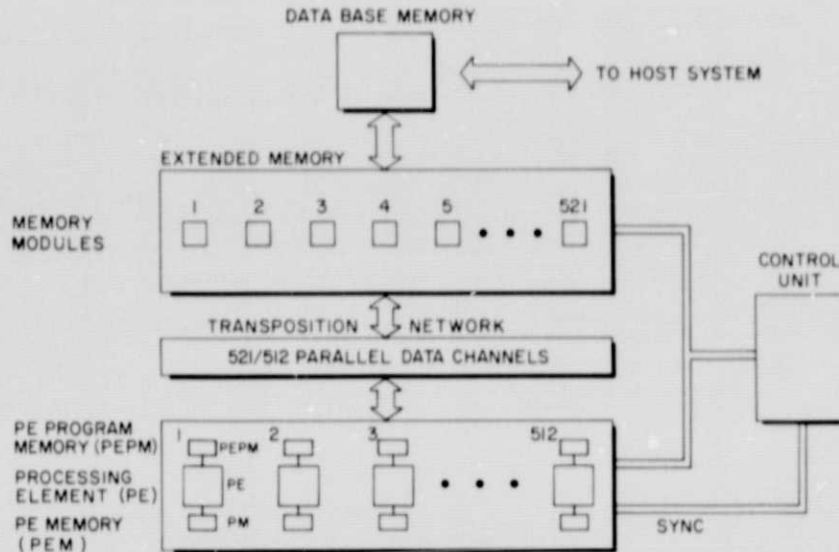 DATA BASE MEMORY
TO HOST SYSTEM
EXTENDED MEMORY
MEMORY
MODULES
1 2 3 4 5 • • • 521
CONTROL
UNIT
TRANSPOSITION NETWORK
521/512 PARALLEL DATA CHANNELS
PE PROGRAM
MEMORY (PEPM)
1 2 3 512
PEPM
PROCESSING
ELEMENT (PE)
PE • • •
PE MEMORY
(PEM)
PM
SYNC